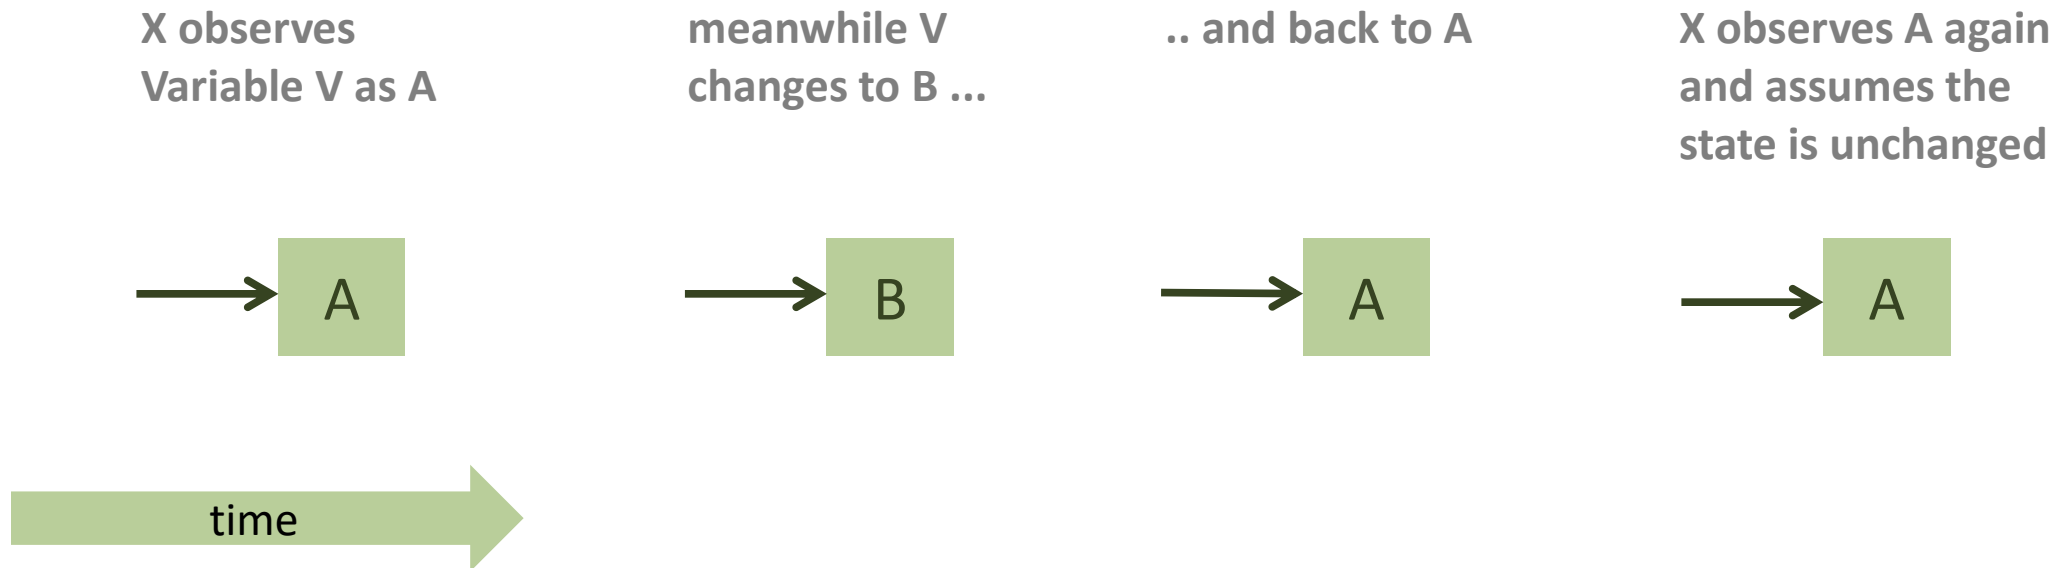 X observes
Variable V as A
meanwhile V
changes to B ...
.. and back to A
X observes A again
and assumes the
state is unchanged
A
B
A
A
time